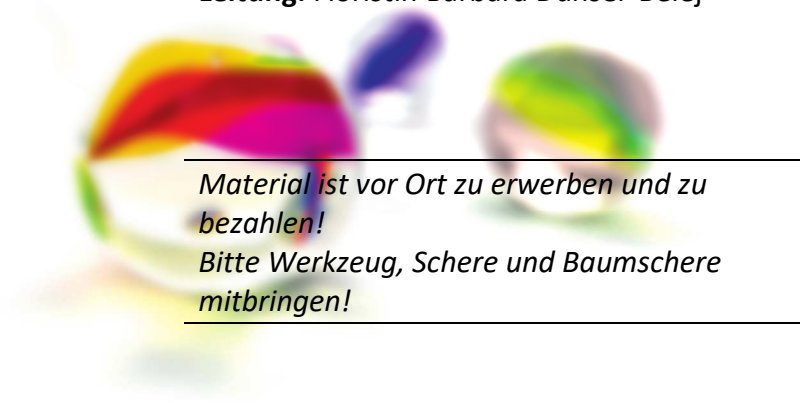 Material ist vor Ort zu erwerben und zu
bezahlen!
Bitte Werkzeug, Schere und Baumschere
mitbringen!